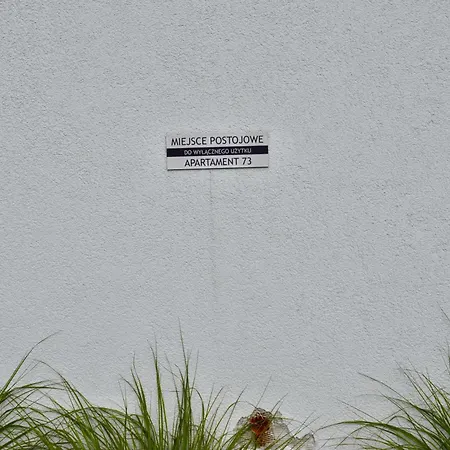 MIEJSCE POSTOJOWE
DO WYŁĄCZNEGO UŻYTKU
APARTAMENT 73